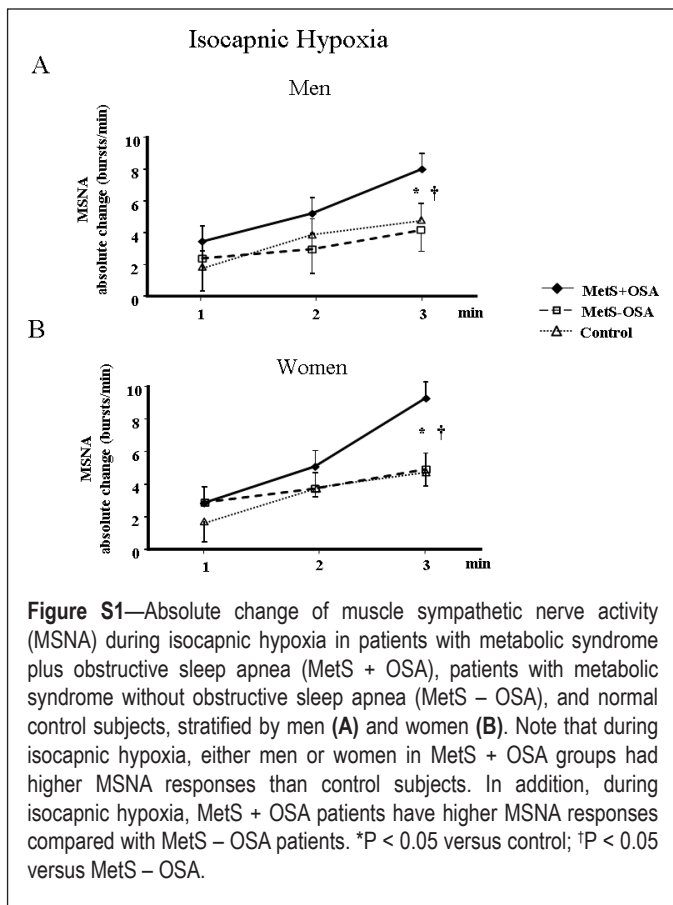 Isocapnic Hypoxia
A
Men
MSNA
absolute change (bursts/min)
10
8
6
4
2
0
* †
1 2 3 min
MetS+OSA
MetS-OSA
Control
B
Women
MSNA
absolute change (bursts/min)
10
8
6
4
2
0
* †
1 2 3 min
Figure S1—Absolute change of muscle sympathetic nerve activity
(MSNA) during isocapnic hypoxia in patients with metabolic syndrome
plus obstructive sleep apnea (MetS + OSA), patients with metabolic
syndrome without obstructive sleep apnea (MetS – OSA), and normal
control subjects, stratified by men (A) and women (B). Note that during
isocapnic hypoxia, either men or women in MetS + OSA groups had
higher MSNA responses than control subjects. In addition, during
isocapnic hypoxia, MetS + OSA patients have higher MSNA responses
compared with MetS – OSA patients. *P < 0.05 versus control; †P < 0.05
versus MetS – OSA.